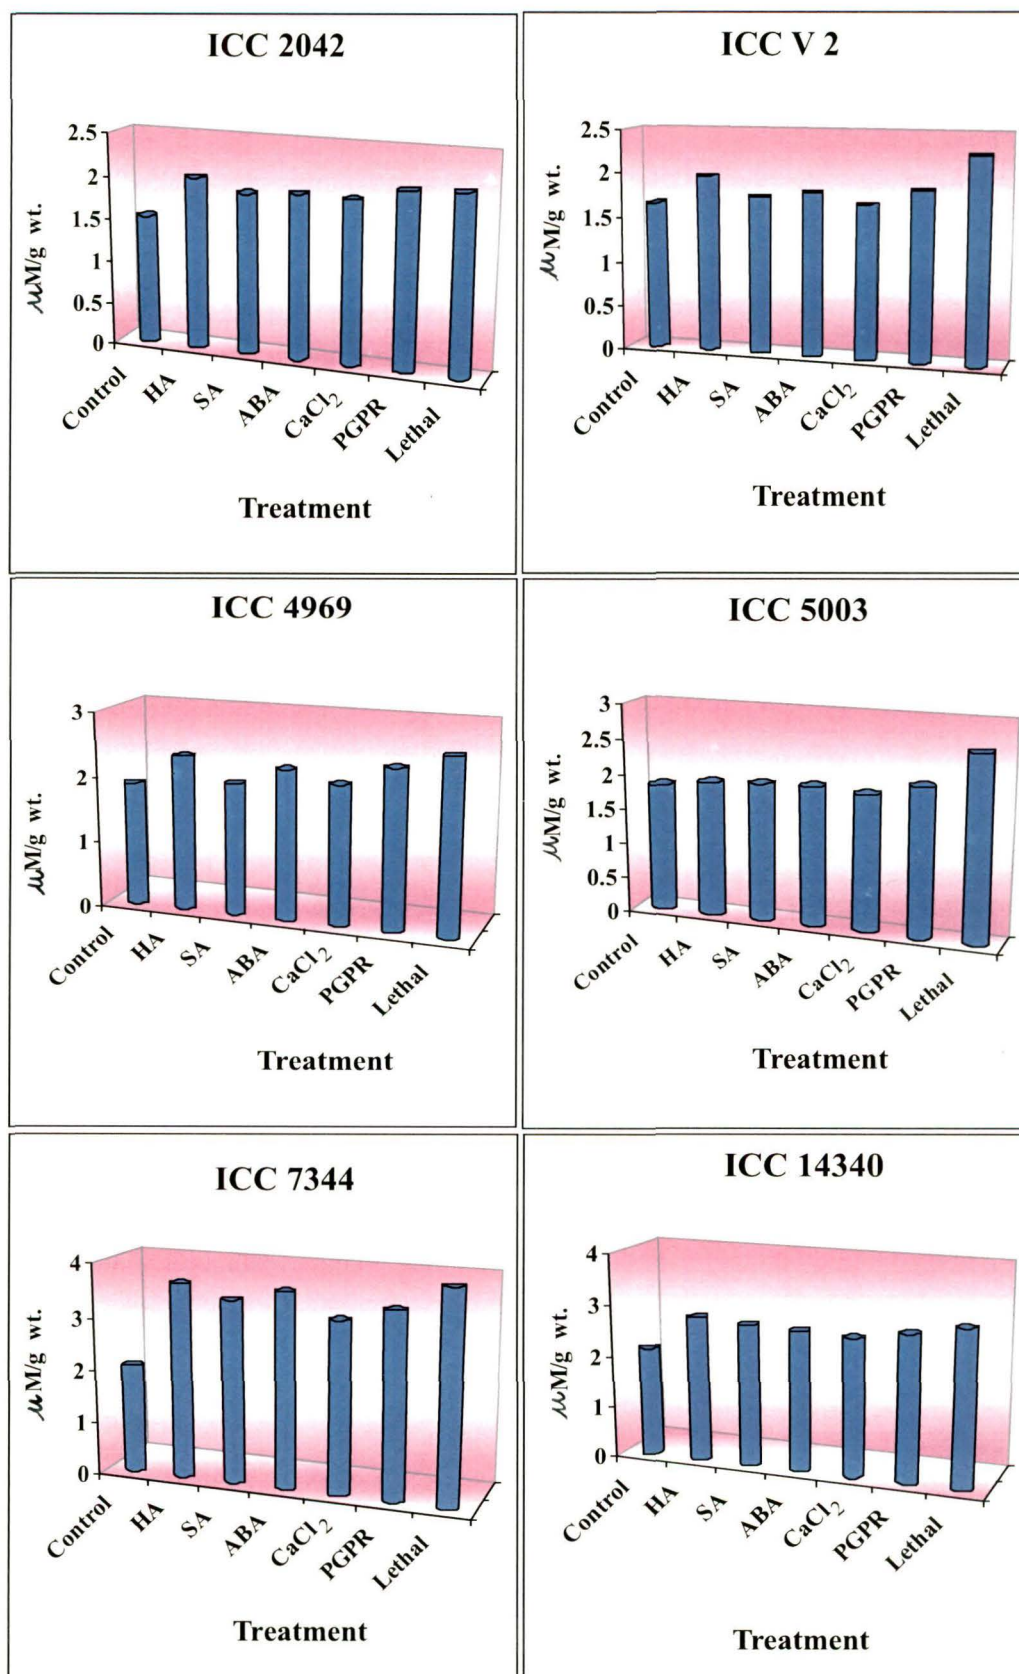 ICC 2042
2.5
2
1.5
1
0.5
0
μM/g wt.
Control
HA
SA
ABA
CaCl₂
PGPR
Lethal
Treatment
ICC V 2
2.5
2
1.5
1
0.5
0
μM/g wt.
Control
HA
SA
ABA
CaCl₂
PGPR
Lethal
Treatment
ICC 4969
3
2
1
0
μM/g wt.
Control
HA
SA
ABA
CaCl₂
PGPR
Lethal
Treatment
ICC 5003
3
2.5
2
1.5
1
0.5
0
μM/g wt.
Control
HA
SA
ABA
CaCl₂
PGPR
Lethal
Treatment
ICC 7344
4
3
2
1
0
μM/g wt.
Control
HA
SA
ABA
CaCl₂
PGPR
Lethal
Treatment
ICC 14340
4
3
2
1
0
μM/g wt.
Control
HA
SA
ABA
CaCl₂
PGPR
Lethal
Treatment